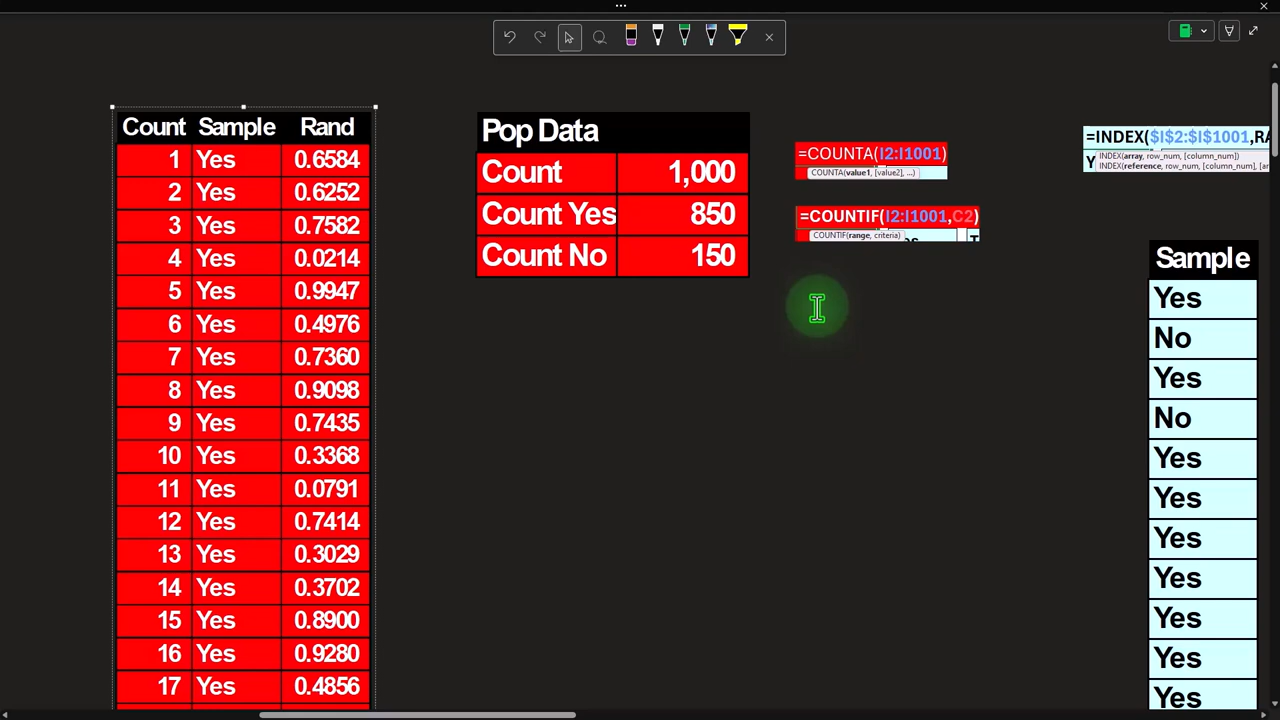 Count Sample Rand
1 Yes 0.6584
2 Yes 0.6252
3 Yes 0.7582
4 Yes 0.0214
5 Yes 0.9947
6 Yes 0.4976
7 Yes 0.7360
8 Yes 0.9098
9 Yes 0.7435
10 Yes 0.3368
11 Yes 0.0791
12 Yes 0.7414
13 Yes 0.3029
14 Yes 0.3702
15 Yes 0.8900
16 Yes 0.9280
17 Yes 0.4856
Pop Data
Count 1,000
Count Yes 850
Count No 150
=COUNTA(I2:I1001)
COUNTA(value1, [value2], ...)
=COUNTIF(I2:I1001,C2)
COUNTIF(range, criteria)
=INDEX($I$2:$I$1001,RA
INDEX(array, row_num, [column_num])
INDEX(reference, row_num, [column_num], [ar
Sample
Yes
No
Yes
No
Yes
Yes
Yes
Yes
Yes
Yes
Yes